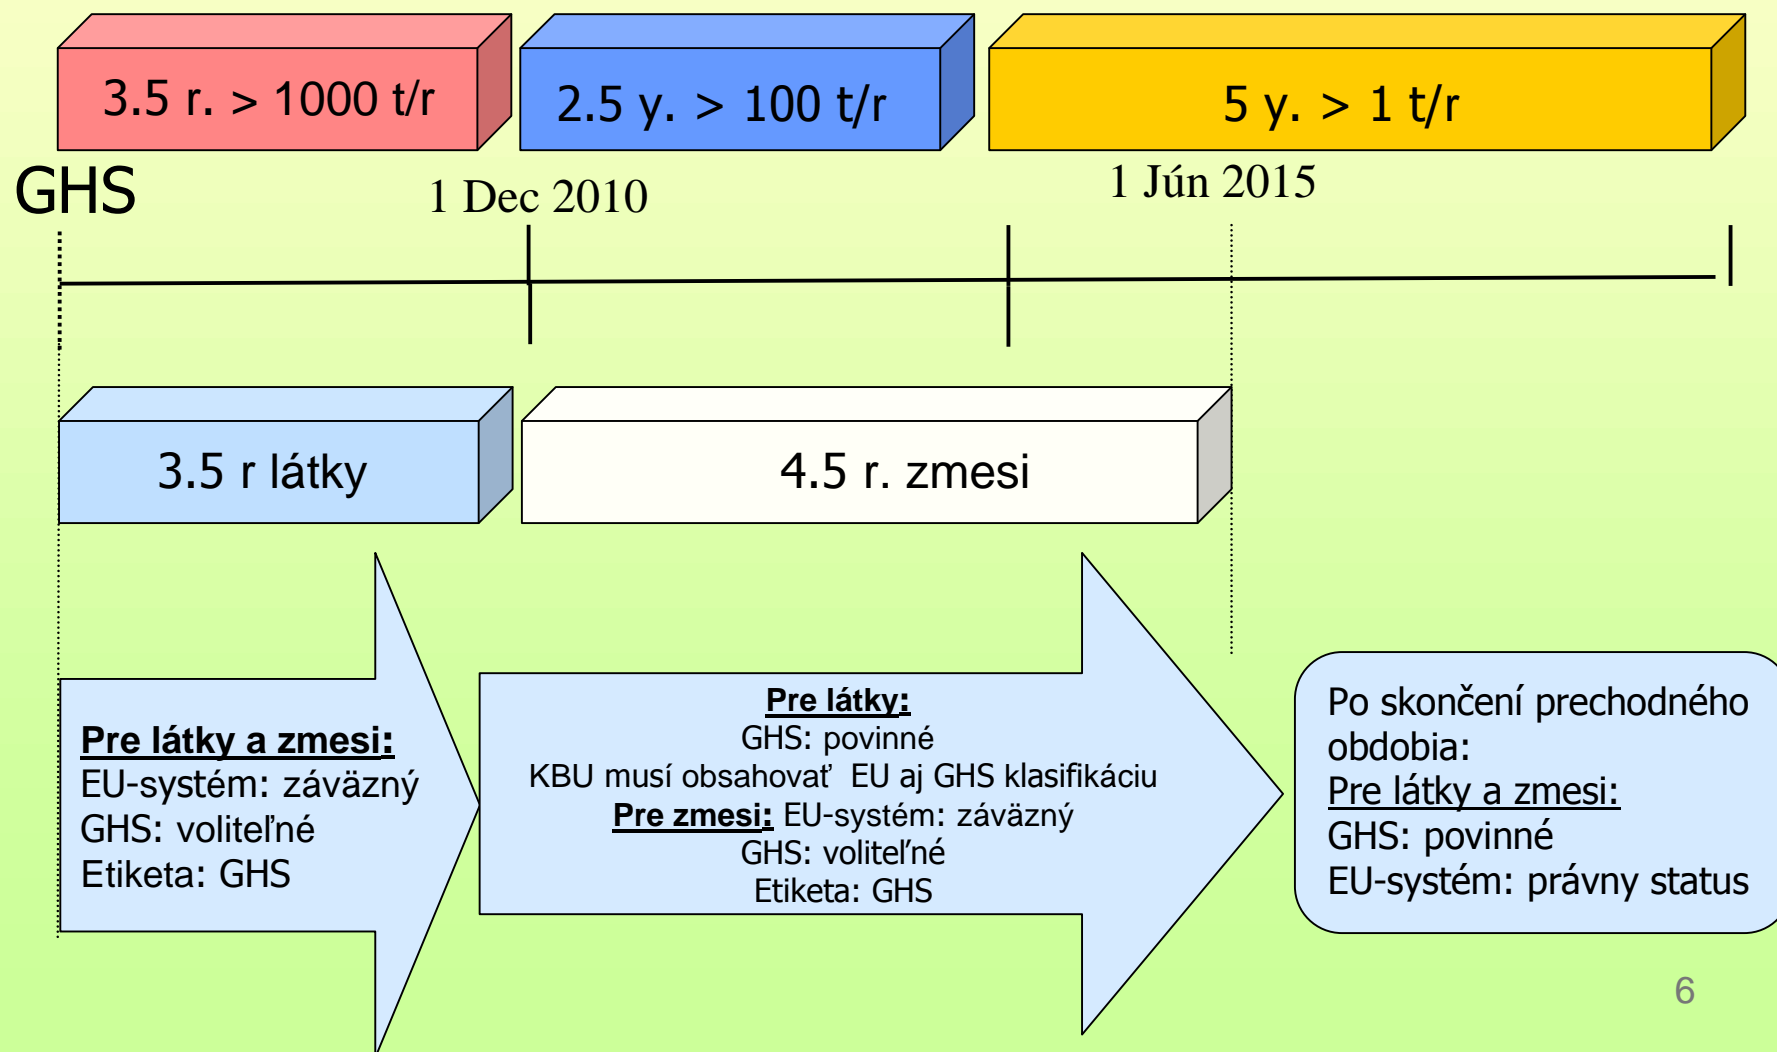 3.5 r. > 1000 t/r
2.5 y. > 100 t/r
5 y. > 1 t/r
GHS
1 Dec 2010
1 Jún 2015
3.5 r látky
4.5 r. zmesi
Pre látky a zmesi:
EU-systém: záväzný
GHS: voliteľné
Etiketa: GHS
Pre látky:
GHS: povinné
KBU musí obsahovať EU aj GHS klasifikáciu
Pre zmesi: EU-systém: záväzný
GHS: voliteľné
Etiketa: GHS
Po skončení prechodného
obdobia:
Pre látky a zmesi:
GHS: povinné
EU-systém: právny status
6